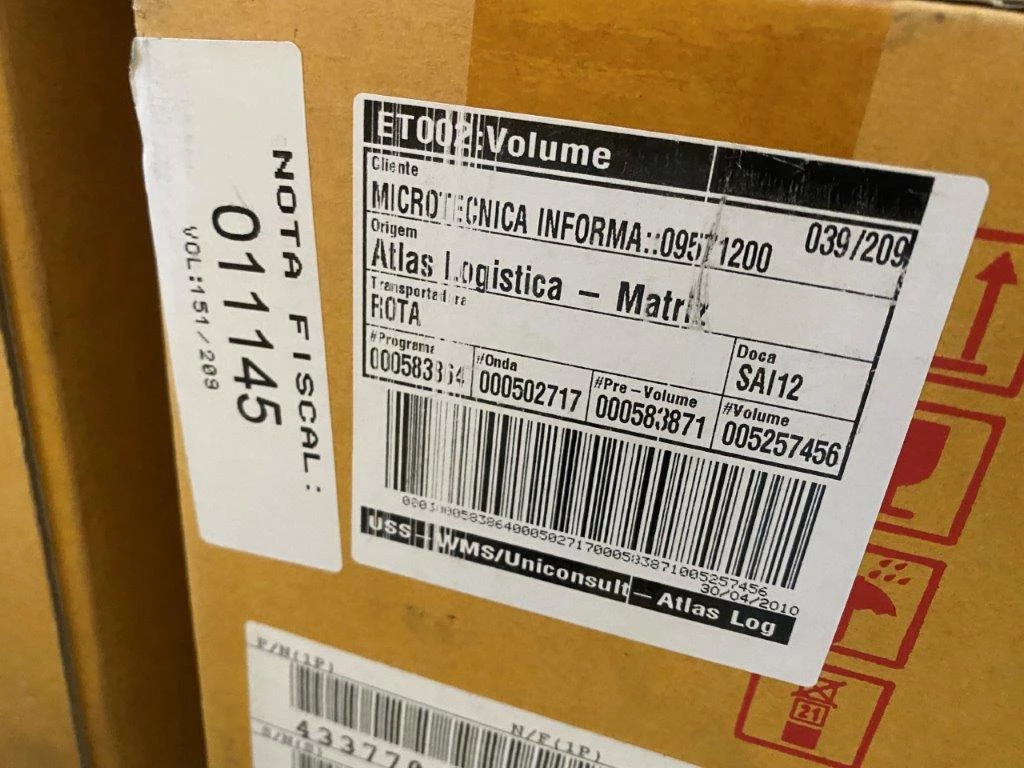 NOTA FISCAL:
011145
VOL:151/209
ET002:Volume
Cliente
MICROTECNICA INFORMA::09571200 039/209
Origem
Atlas Logistica - Matriz
Transportadora
ROTA
Doca
SAI12
#Programa
000583864
#Onda
000502717
#Pre-Volume
000583871
#Volume
005257456
30/04/2010
USS-WMS/Uniconsult - Atlas Log
P/N(1P)
N/F(1P)
S/N(S)
21